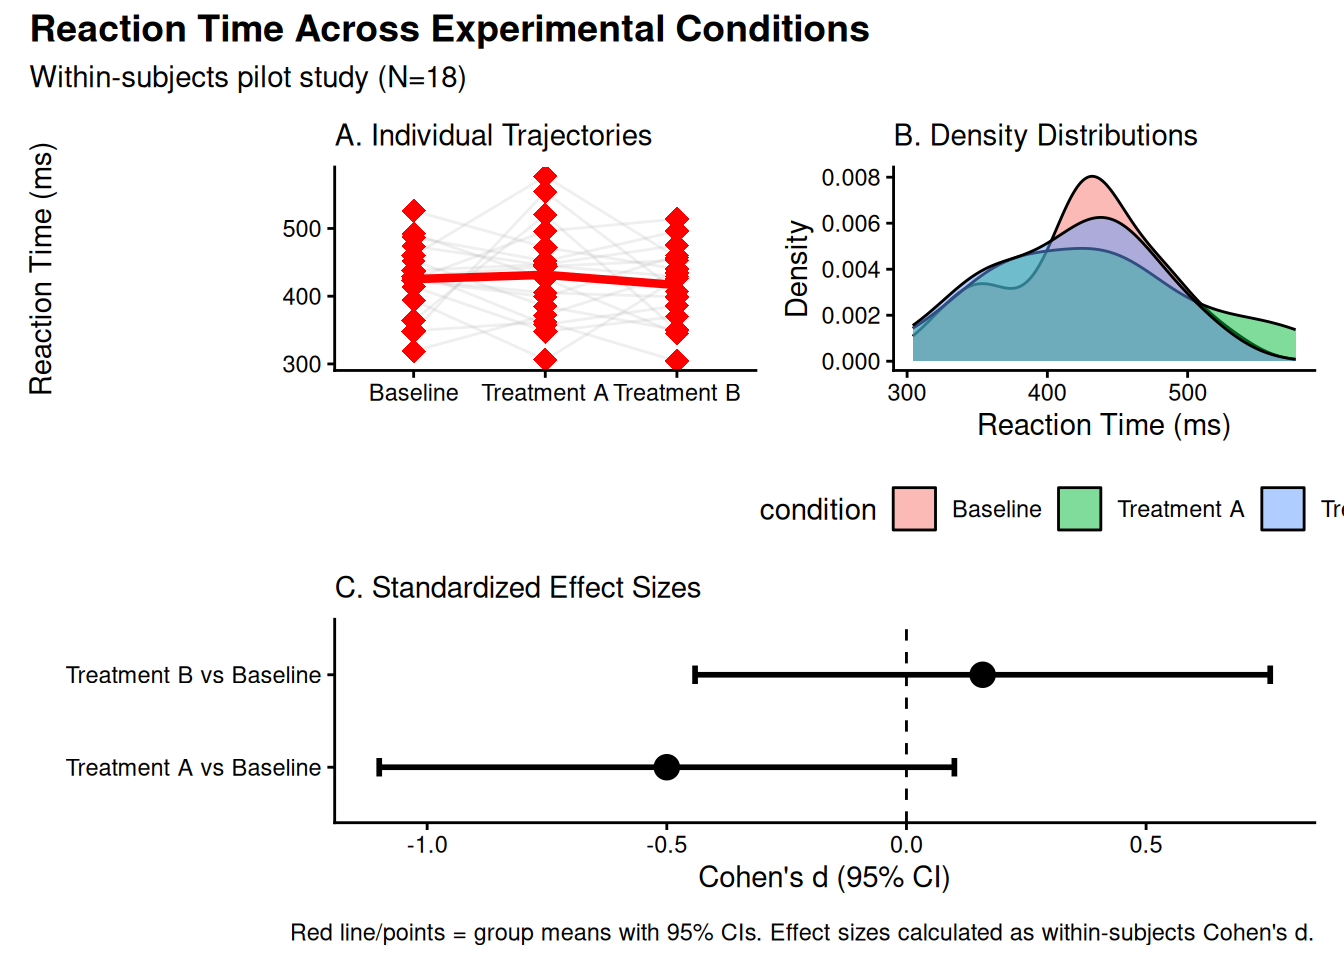 Reaction Time Across Experimental Conditions
Within-subjects pilot study (N=18)
A. Individual Trajectories
Reaction Time (ms)
500
400
300
Baseline Treatment A Treatment B
B. Density Distributions
Density
0.008
0.006
0.004
0.002
0.000
300 400 500
Reaction Time (ms)
condition Baseline Treatment A Tre
C. Standardized Effect Sizes
Treatment B vs Baseline
Treatment A vs Baseline
-1.0 -0.5 0.0 0.5
Cohen's d (95% CI)
Red line/points = group means with 95% CIs. Effect sizes calculated as within-subjects Cohen's d.